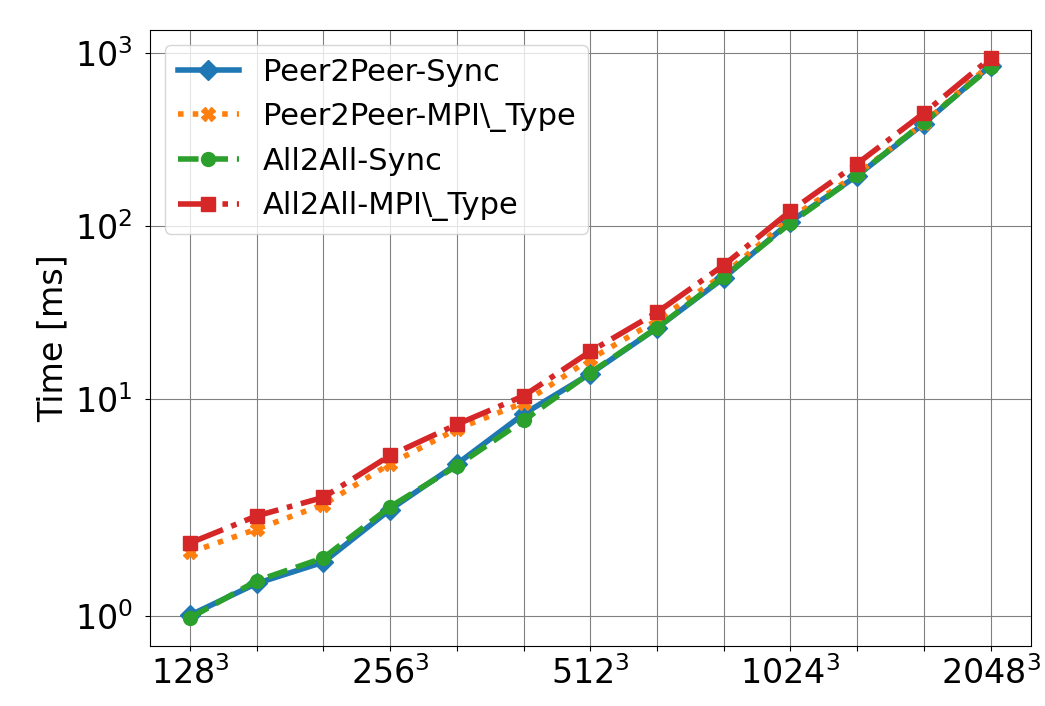 10³
Peer2Peer-Sync
Peer2Peer-MPI\_Type
All2All-Sync
All2All-MPI\_Type
10²
Time [ms]
10¹
10⁰
128³ 256³ 512³ 1024³ 2048³